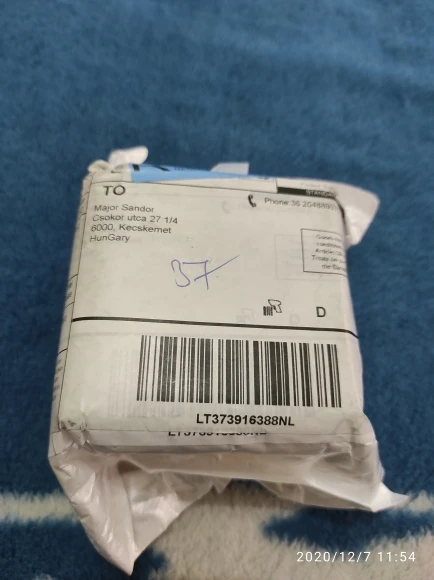 TO
Major Sandor
Csokor utca 27 1/4
6000, Kecskemet
HunGary
Phone 36
37
D
LT373916388NL
2020/12/7 11:54